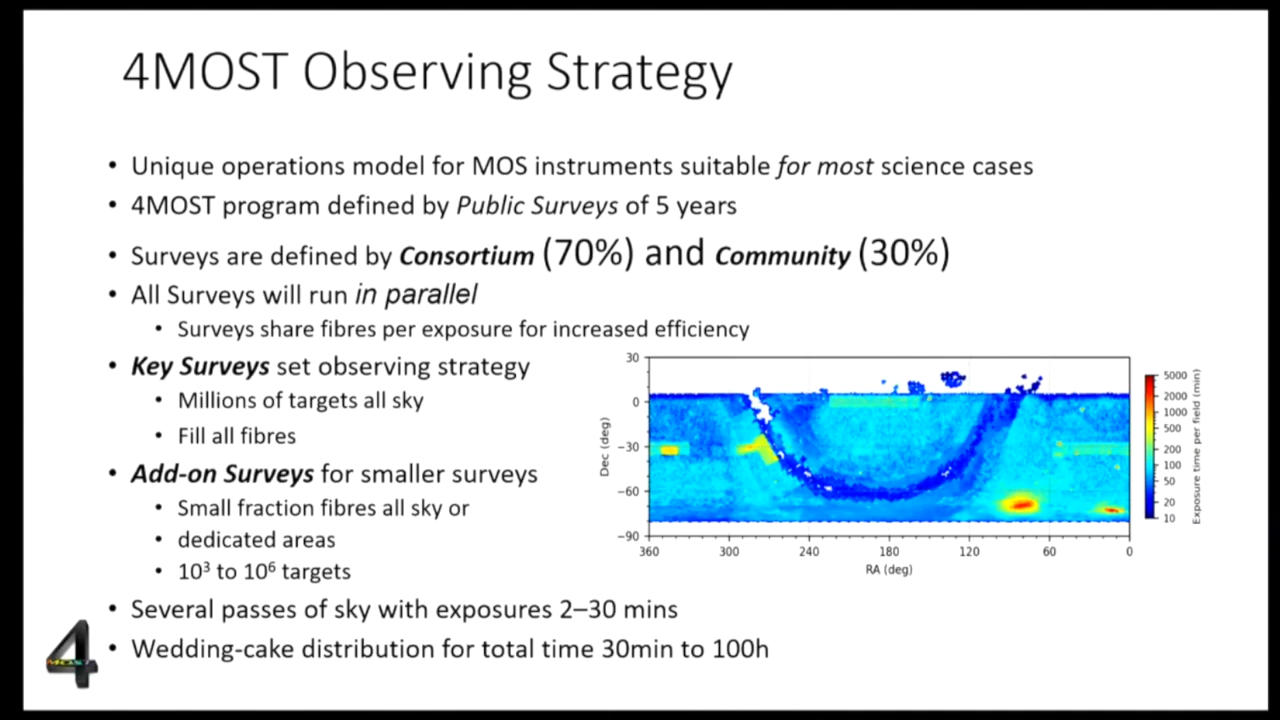 4MOST Observing Strategy
• Unique operations model for MOS instruments suitable for most science cases
• 4MOST program defined by Public Surveys of 5 years
• Surveys are defined by Consortium (70%) and Community (30%)
• All Surveys will run in parallel
• Surveys share fibres per exposure for increased efficiency
• Key Surveys set observing strategy
• Millions of targets all sky
• Fill all fibres
• Add-on Surveys for smaller surveys
• Small fraction fibres all sky or
• dedicated areas
• 10³ to 10⁶ targets
• Several passes of sky with exposures 2–30 mins
• Wedding-cake distribution for total time 30min to 100h
30
0
−30
−60
−90
Dec (deg)
360 300 240 180 120 60 0
RA (deg)
5000
2000
1000
500
200
100
50
20
10
Exposure time per field (min)
4
MOST